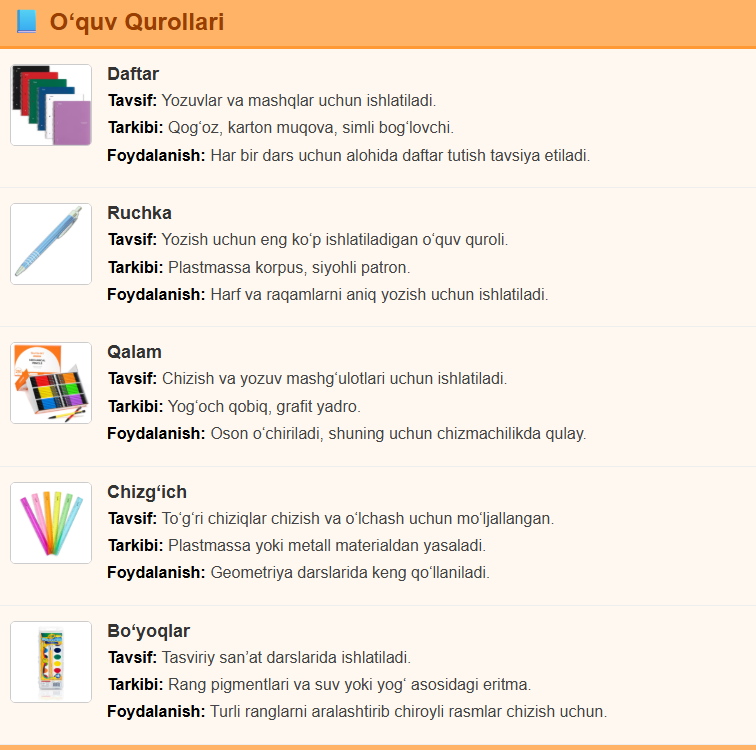 O‘quv Qurollari
Daftar
Tavsif: Yozuvlar va mashqlar uchun ishlatiladi.
Tarkibi: Qog‘oz, karton muqova, simli bog‘lovchi.
Foydalanish: Har bir dars uchun alohida daftar tutish tavsiya etiladi.
Ruchka
Tavsif: Yozish uchun eng ko‘p ishlatiladigan o‘quv quroli.
Tarkibi: Plastmassa korpus, siyohli patron.
Foydalanish: Harf va raqamlarni aniq yozish uchun ishlatiladi.
Qalam
Tavsif: Chizish va yozuv mashg‘ulotlari uchun ishlatiladi.
Tarkibi: Yog‘och qobiq, grafit yadro.
Foydalanish: Oson o‘chiriladi, shuning uchun chizmachilikda qulay.
Chizg‘ich
Tavsif: To‘g‘ri chiziqlar chizish va o‘lchash uchun mo‘ljallangan.
Tarkibi: Plastmassa yoki metall materialdan yasaladi.
Foydalanish: Geometriya darslarida keng qo‘llaniladi.
Bo‘yoqlar
Tavsif: Tasviriy san’at darslarida ishlatiladi.
Tarkibi: Rang pigmentlari va suv yoki yog‘ asosidagi eritma.
Foydalanish: Turli ranglarni aralashtirib chiroyli rasmlar chizish uchun.